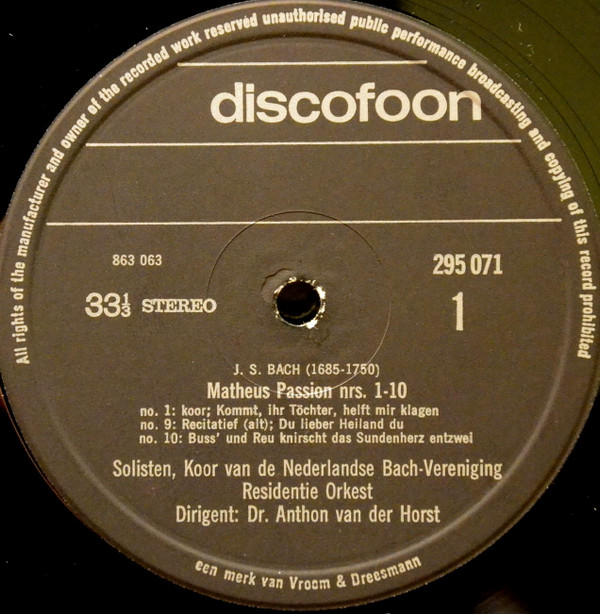 All rights of the manufacturer and owner of the recorded work reserved unauthorised public performance broadcasting and copying of this record prohibited
discofoon
863 063
295 071
33⅓ STEREO
1
J. S. BACH (1685-1750)
Matheus Passion nrs. 1-10
no. 1: koor; Kommt, ihr Töchter, helft mir klagen
no. 9: Recitatief (alt); Du lieber Heiland du
no. 10: Buss' und Reu knirscht das Sundenherz entzwei
Solisten, Koor van de Nederlandse Bach-Vereniging
Residentie Orkest
Dirigent: Dr. Anthon van der Horst
een merk van Vroom & Dreesmann